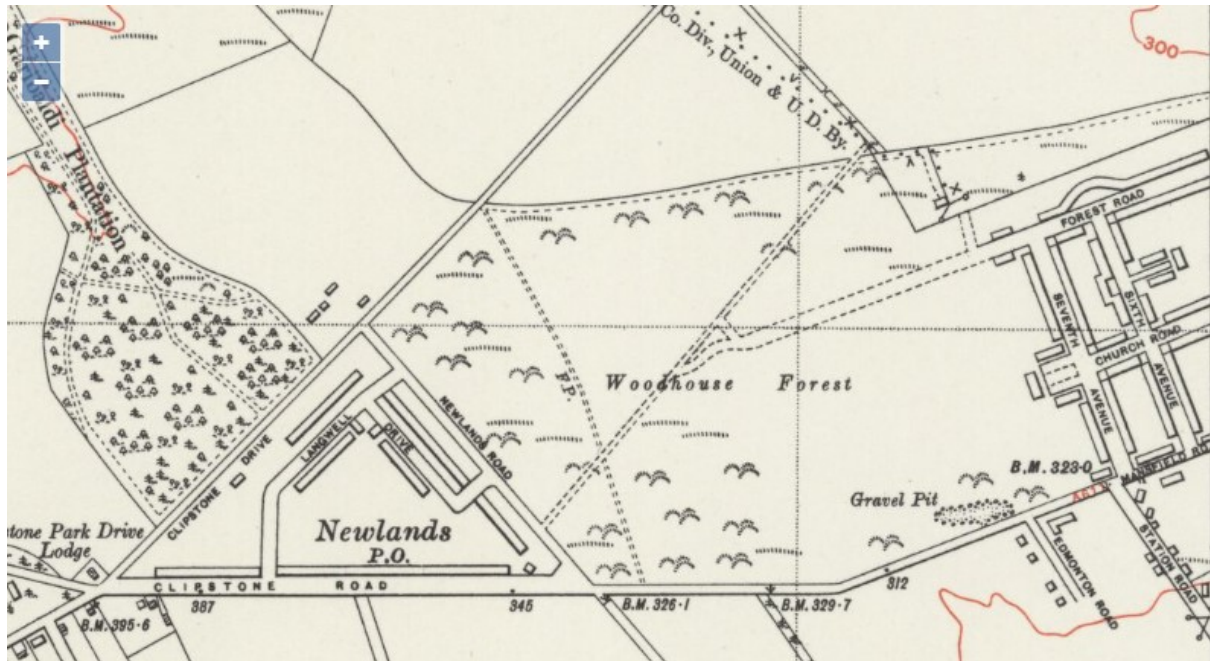 +
−
Plantation
Co. Div., Union & U. D. By.
300
FOREST ROAD
SEVENTH
AVENUE
SIXTH
AVENUE
CHURCH ROAD
F.P.
Woodhouse Forest
NEWLANDS ROAD
LANGWELL
DRIVE
CLIPSTONE DRIVE
B.M. 323·0
MANSFIELD RD
Gravel Pit
Newlands
P.O.
tone Park Drive
Lodge
EDMONTON ROAD
STATION ROAD
CLIPSTONE ROAD
387
345
312
B.M. 395·6
B.M. 326·1
B.M. 329·7